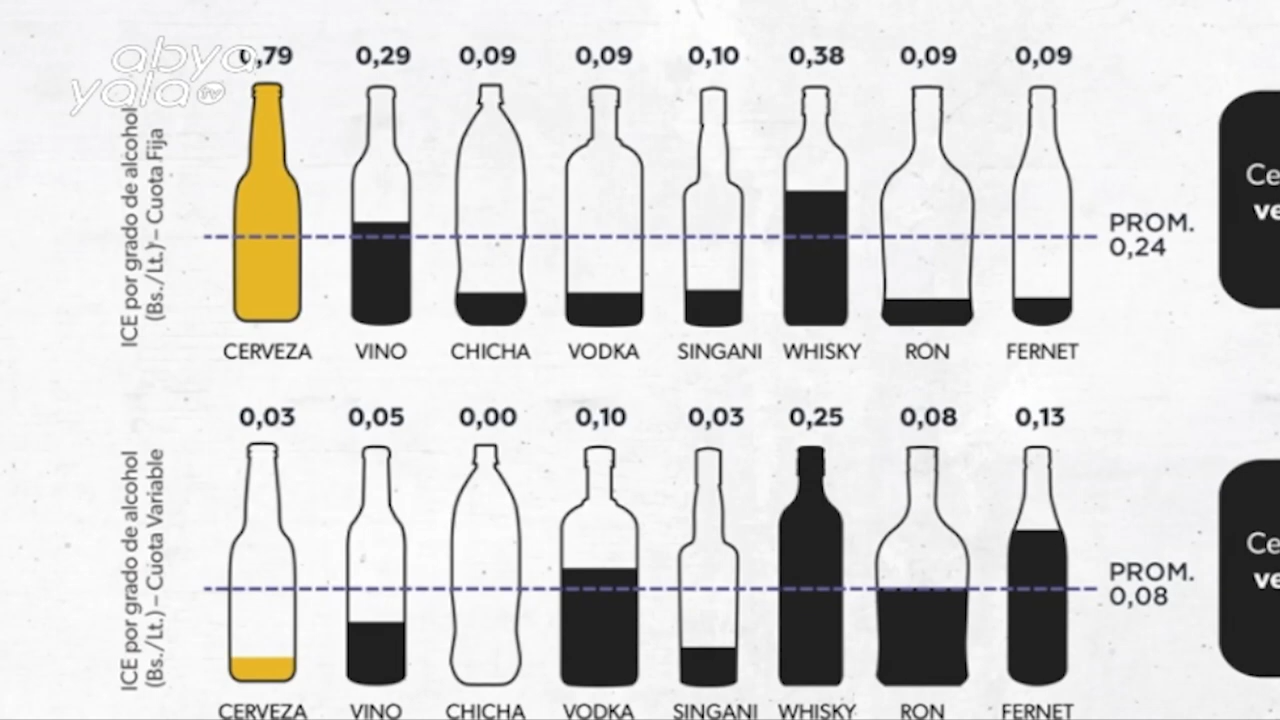 abya
yala tv
0,79 0,29 0,09 0,09 0,10 0,38 0,09 0,09
ICE por grado de alcohol
(Bs./Lt.) – Cuota Fija
PROM.
0,24
CERVEZA VINO CHICHA VODKA SINGANI WHISKY RON FERNET
0,03 0,05 0,00 0,10 0,03 0,25 0,08 0,13
ICE por grado de alcohol
(Bs./Lt.) – Cuota Variable
PROM.
0,08
CERVEZA VINO CHICHA VODKA SINGANI WHISKY RON FERNET